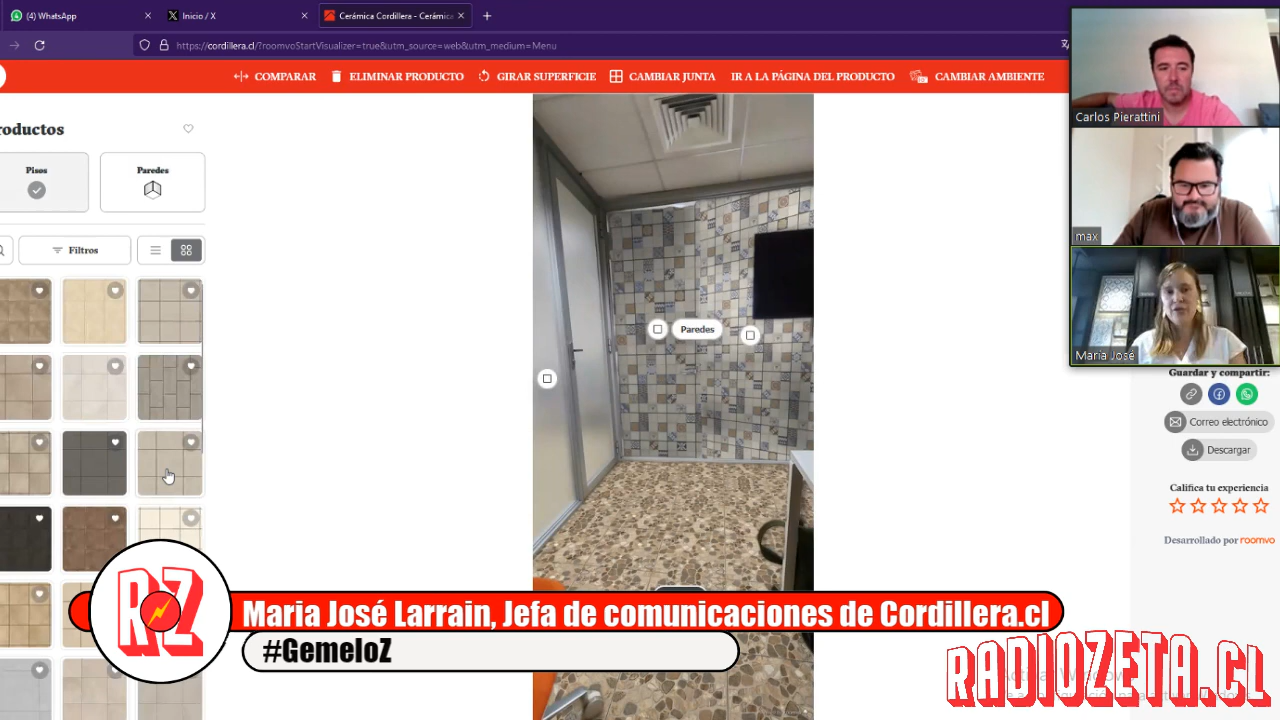 (4) WhatsApp
Inicio / X
Cerámica Cordillera - Cerámic
https://cordillera.cl/?roomvoStartVisualizer=true&utm_source=web&utm_medium=Menu
COMPARAR
ELIMINAR PRODUCTO
GIRAR SUPERFICIE
CAMBIAR JUNTA
IR A LA PÁGINA DEL PRODUCTO
CAMBIAR AMBIENTE
Carlos Pierattini
max
Maria José
roductos
Pisos
Paredes
Filtros
Paredes
Guardar y compartir:
Correo electrónico
Descargar
Califica tu experiencia
Desarrollado por roomvo
RZ
Maria José Larrain, Jefa de comunicaciones de Cordillera.cl
#GemeloZ
RADIOZETA.CL